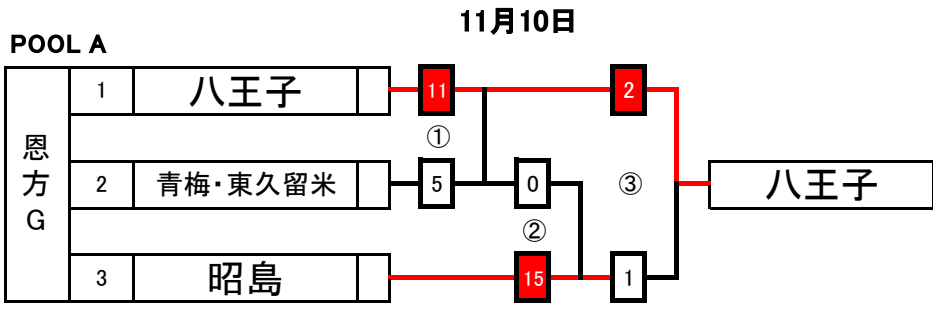 11月10日
POOL A
恩方G
1 八王子 11 2
①
2 青梅・東久留米 5 0 ③ 八王子
②
3 昭島 15 1